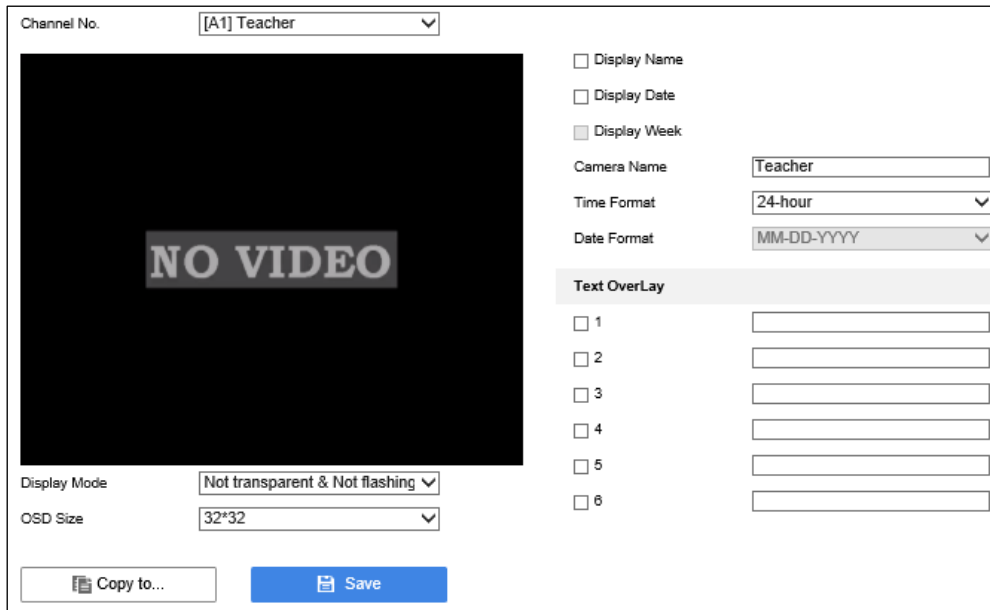 Channel No. [A1] Teacher
NO VIDEO
Display Mode Not transparent & Not flashing
OSD Size 32*32
Copy to... Save
Display Name
Display Date
Display Week
Camera Name Teacher
Time Format 24-hour
Date Format MM-DD-YYYY
Text OverLay
1
2
3
4
5
6